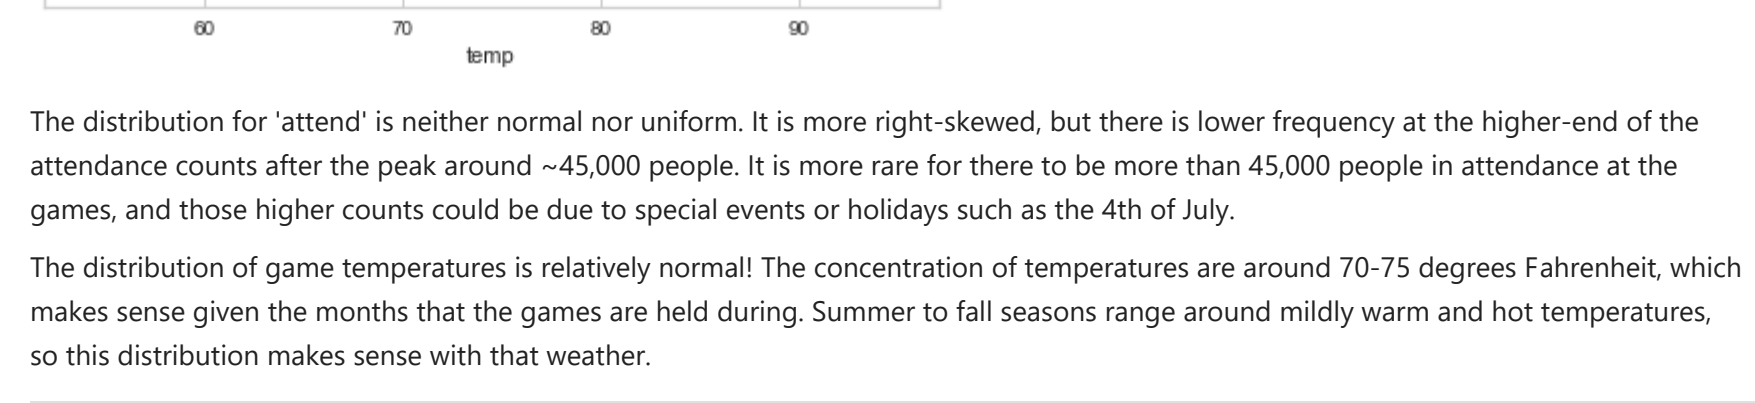 60 70 80 90
temp
The distribution for 'attend' is neither normal nor uniform. It is more right-skewed, but there is lower frequency at the higher-end of the
attendance counts after the peak around ~45,000 people. It is more rare for there to be more than 45,000 people in attendance at the
games, and those higher counts could be due to special events or holidays such as the 4th of July.
The distribution of game temperatures is relatively normal! The concentration of temperatures are around 70-75 degrees Fahrenheit, which
makes sense given the months that the games are held during. Summer to fall seasons range around mildly warm and hot temperatures,
so this distribution makes sense with that weather.